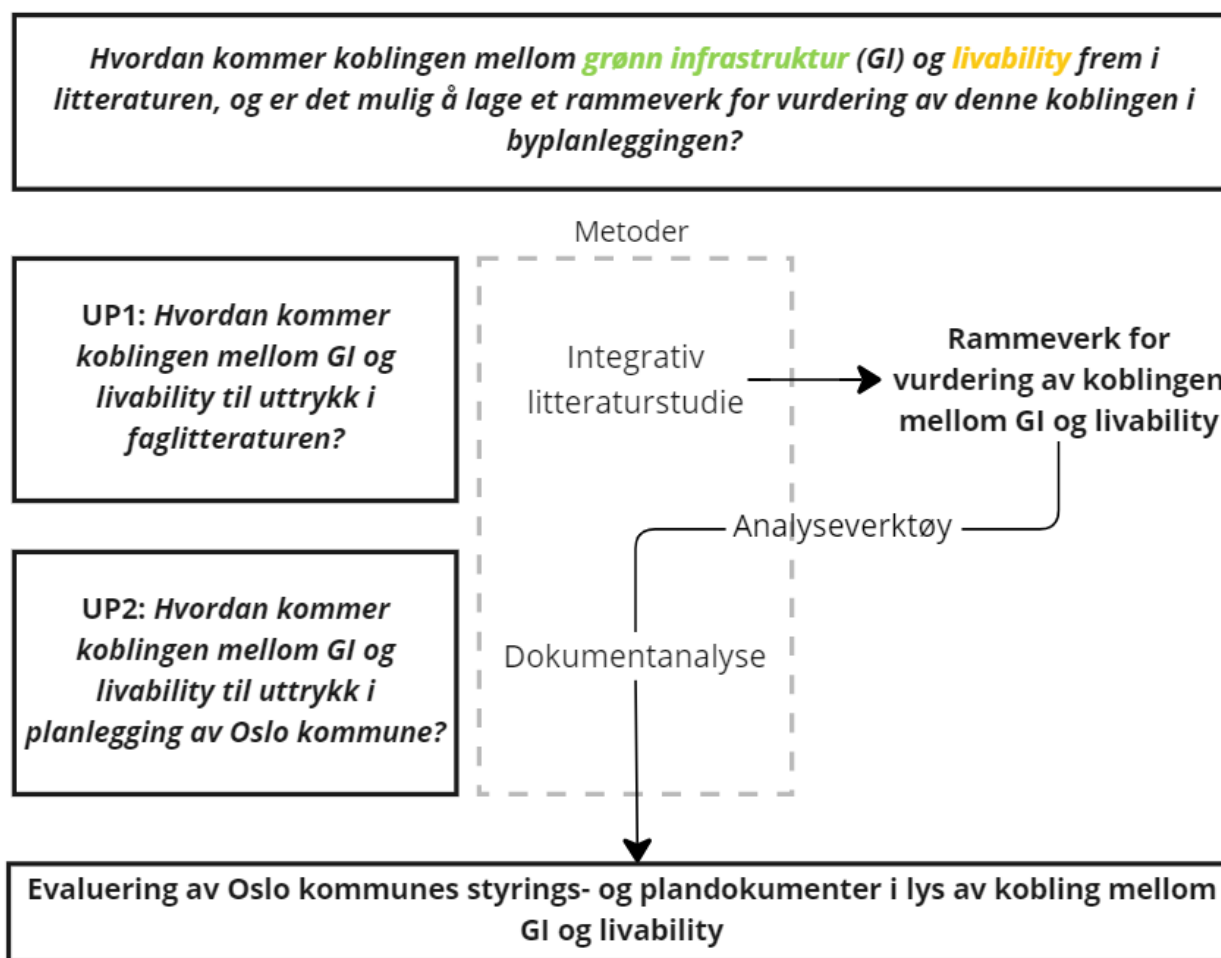 Hvordan kommer koblingen mellom grønn infrastruktur (GI) og livability frem i
litteraturen, og er det mulig å lage et rammeverk for vurdering av denne koblingen i
byplanleggingen?
Metoder
UP1: Hvordan kommer
koblingen mellom GI og
livability til uttrykk i
faglitteraturen?
Integrativ
litteraturstudie
Rammeverk for
vurdering av koblingen
mellom GI og livability
Analyseverktøy
UP2: Hvordan kommer
koblingen mellom GI og
livability til uttrykk i
planlegging av Oslo kommune?
Dokumentanalyse
Evaluering av Oslo kommunes styrings- og plandokumenter i lys av kobling mellom
GI og livability